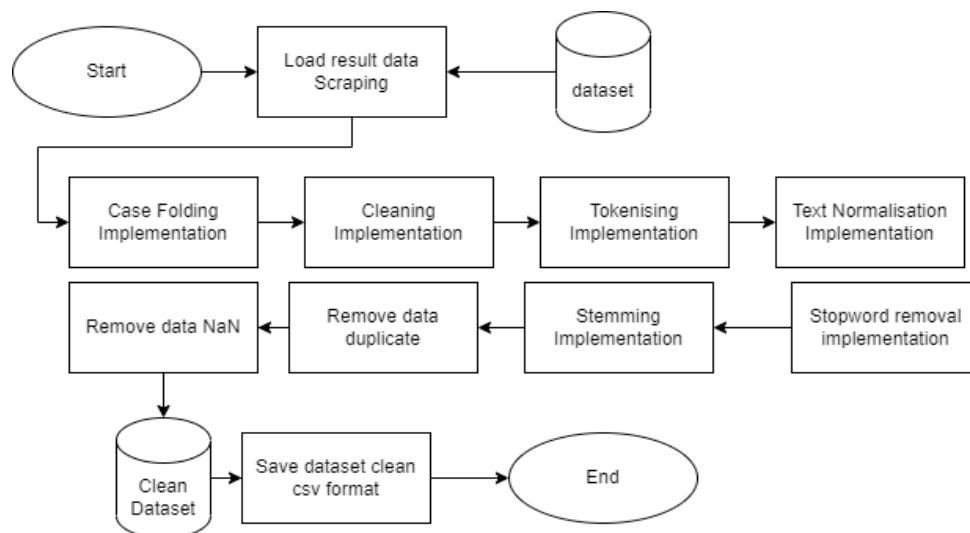 Start
Load result data
Scraping
dataset
Case Folding
Implementation
Cleaning
Implementation
Tokenising
Implementation
Text Normalisation
Implementation
Stopword removal
implementation
Stemming
Implementation
Remove data
duplicate
Remove data NaN
Clean
Dataset
Save dataset clean
csv format
End